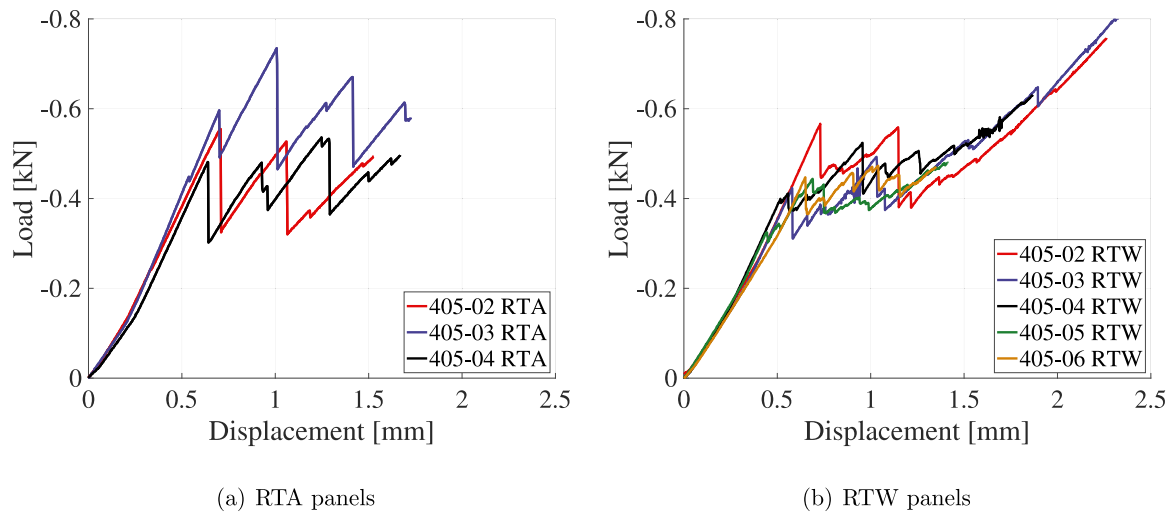 -0.8
-0.6
-0.4
-0.2
0
Load [kN]
0 0.5 1 1.5 2 2.5
Displacement [mm]
405-02 RTA
405-03 RTA
405-04 RTA
(a) RTA panels
-0.8
-0.6
-0.4
-0.2
0
Load [kN]
0 0.5 1 1.5 2 2.5
Displacement [mm]
405-02 RTW
405-03 RTW
405-04 RTW
405-05 RTW
405-06 RTW
(b) RTW panels